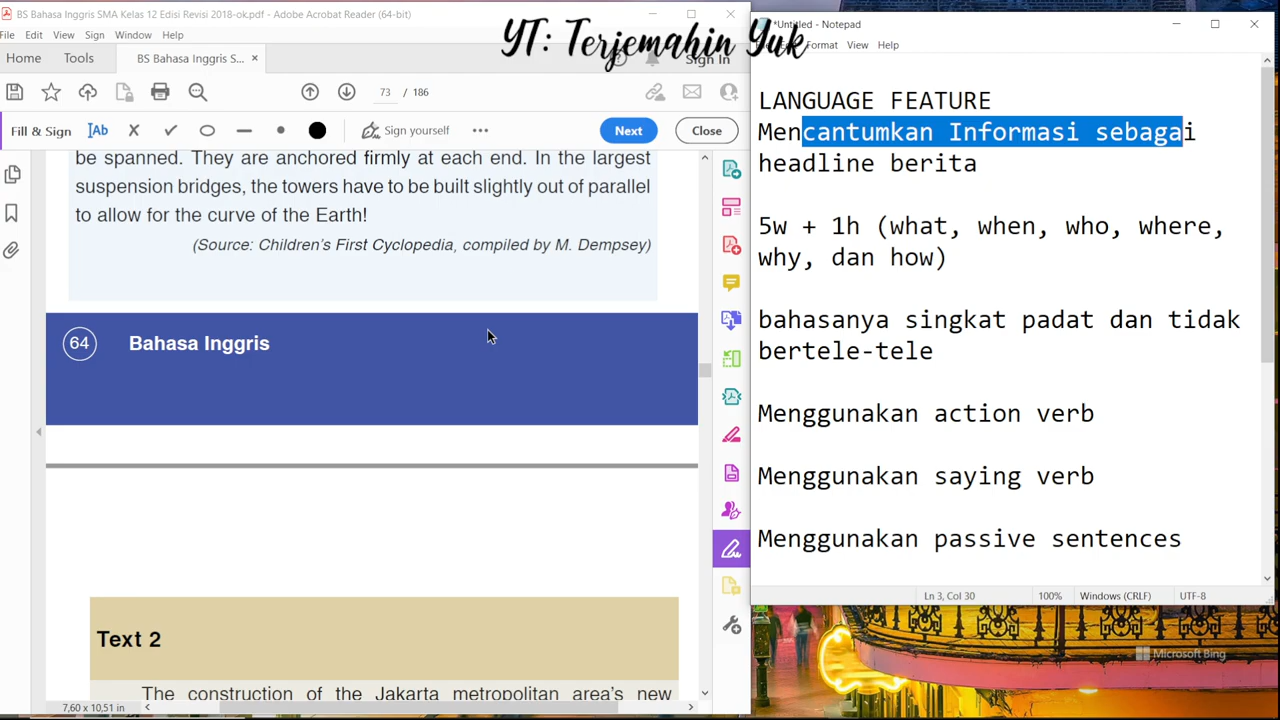 BS Bahasa Inggris SMA Kelas 12 Edisi Revisi 2018-ok.pdf - Adobe Acrobat Reader (64-bit)
File Edit View Sign Window Help
Home Tools BS Bahasa Inggris S... × Sign In
YT: Terjemahin Yuk
73 / 186
Fill & Sign Ab Sign yourself ... Next Close
be spanned. They are anchored firmly at each end. In the largest
suspension bridges, the towers have to be built slightly out of parallel
to allow for the curve of the Earth!
(Source: Children's First Cyclopedia, compiled by M. Dempsey)
64 Bahasa Inggris
Text 2
The construction of the Jakarta metropolitan area's new
7,60 x 10,51 in
*Untitled - Notepad
Format View Help
LANGUAGE FEATURE
Mencantumkan Informasi sebagai
headline berita
5w + 1h (what, when, who, where,
why, dan how)
bahasanya singkat padat dan tidak
bertele-tele
Menggunakan action verb
Menggunakan saying verb
Menggunakan passive sentences
Ln 3, Col 30 100% Windows (CRLF) UTF-8
Microsoft Bing